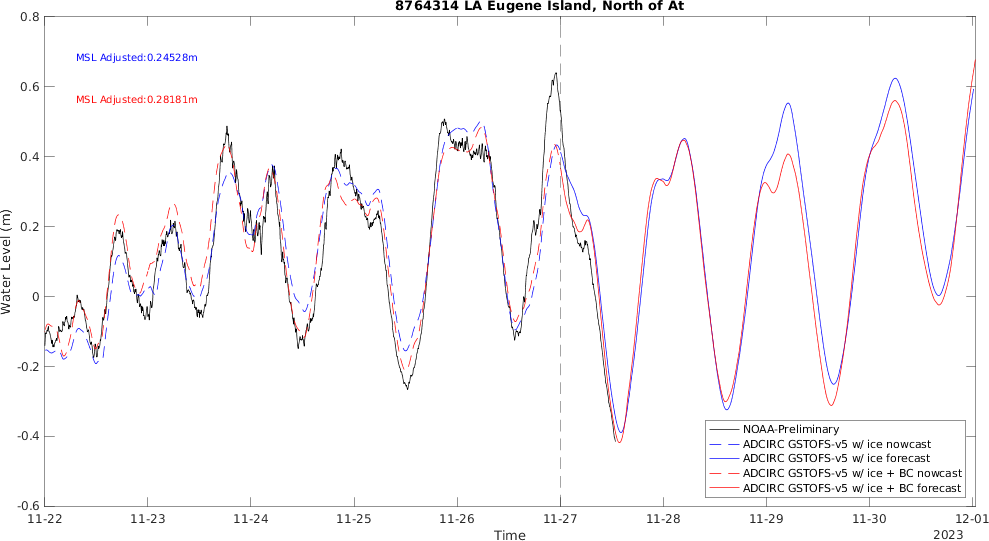 8764314 LA Eugene Island, North of At
MSL Adjusted:0.24528m
MSL Adjusted:0.28181m
Water Level (m)
0.8
0.6
0.4
0.2
0
-0.2
-0.4
-0.6
NOAA-Preliminary
ADCIRC GSTOFS-v5 w/ ice nowcast
ADCIRC GSTOFS-v5 w/ ice forecast
ADCIRC GSTOFS-v5 w/ ice + BC nowcast
ADCIRC GSTOFS-v5 w/ ice + BC forecast
11-22 11-23 11-24 11-25 11-26 11-27 11-28 11-29 11-30 12-01
Time
2023